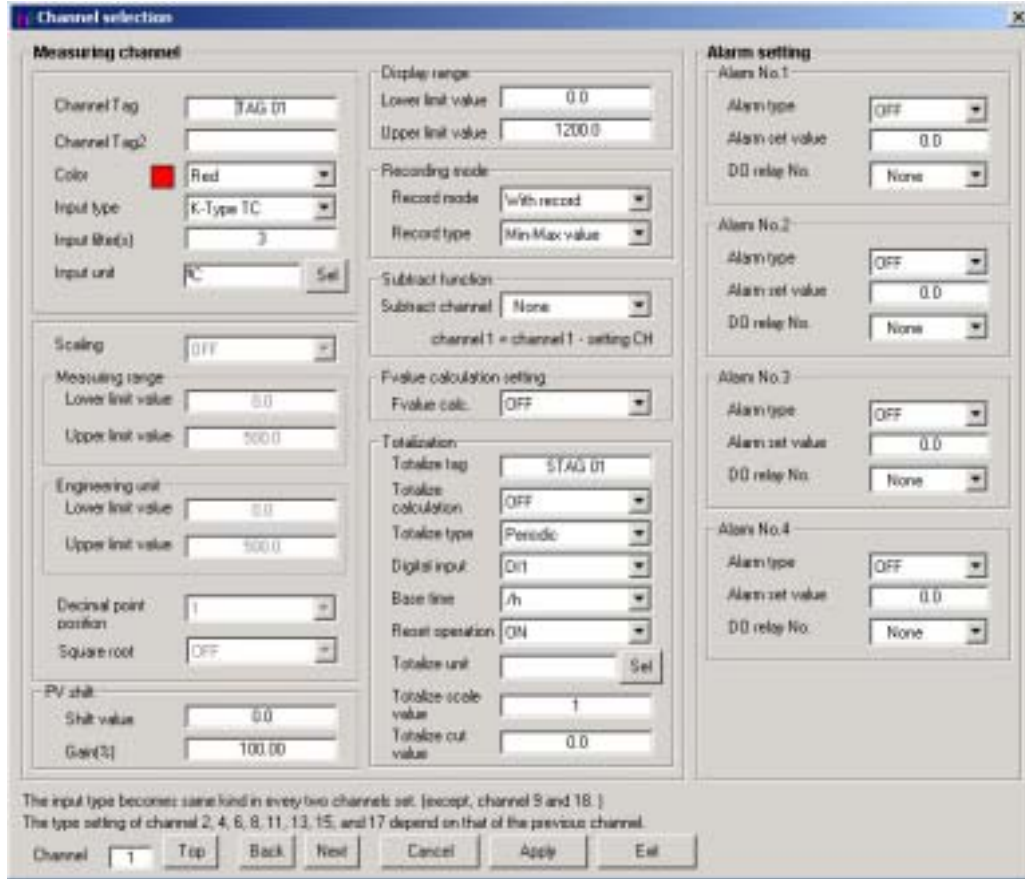 Channel selection
Measuring channel
Channel Tag TAG 01
Channel Tag2
Color Red
Input type K-Type TC
Input filter(s) 3
Input unit °C Sel
Scaling OFF
Measuring range
Lower limit value 0.0
Upper limit value 500.0
Engineering unit
Lower limit value 0.0
Upper limit value 500.0
Decimal point position 1
Square root OFF
PV shift
Shift value 0.0
Gain(%) 100.00
Display range
Lower limit value 0.0
Upper limit value 1200.0
Recording mode
Record mode With record
Record type Min-Max value
Subtract function
Subtract channel None
channel 1 = channel 1 - setting CH
Fvalue calculation setting
Fvalue calc. OFF
Totalization
Totalize tag STAG 01
Totalize calculation OFF
Totalize type Periodic
Digital input DI1
Base time /h
Reset operation ON
Totalize unit Sel
Totalize scale value 1
Totalize cut value 0.0
Alarm setting
Alarm No.1
Alarm type OFF
Alarm set value 0.0
DO relay No. None
Alarm No.2
Alarm type OFF
Alarm set value 0.0
DO relay No. None
Alarm No.3
Alarm type OFF
Alarm set value 0.0
DO relay No. None
Alarm No.4
Alarm type OFF
Alarm set value 0.0
DO relay No. None
The input type becomes same kind in every two channels set. (except, channel 9 and 18. )
The type setting of channel 2, 4, 6, 8, 11, 13, 15, and 17 depend on that of the previous channel.
Channel 1 Top Back Next Cancel Apply Exit